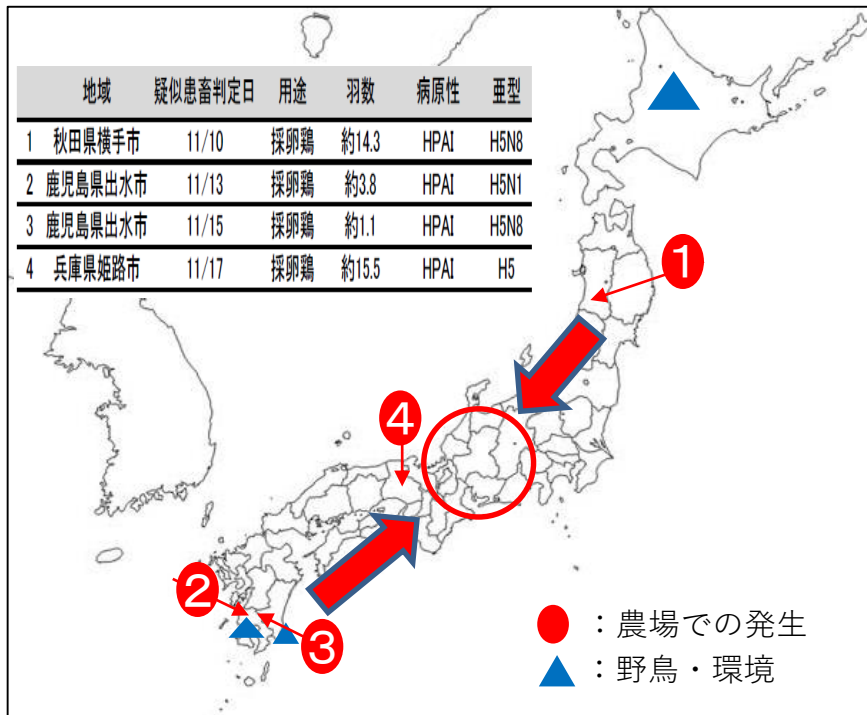 地域 疑似患畜判定日 用途 羽数 病原性 亜型
1 秋田県横手市 11/10 採卵鶏 約14.3 HPAI H5N8
2 鹿児島県出水市 11/13 採卵鶏 約3.8 HPAI H5N1
3 鹿児島県出水市 11/15 採卵鶏 約1.1 HPAI H5N8
4 兵庫県姫路市 11/17 採卵鶏 約15.5 HPAI H5
1
4
2
3
：農場での発生
：野鳥・環境